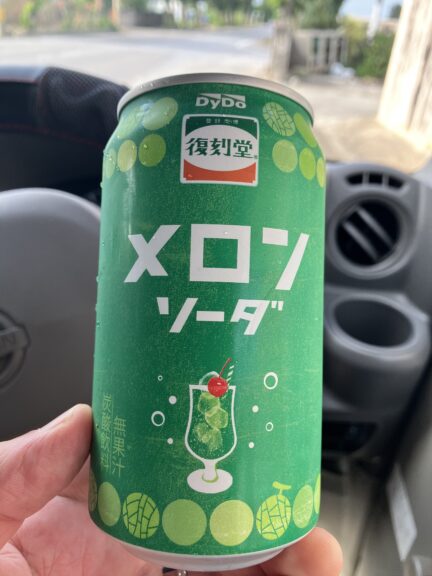 DyDo
復刻堂
メロン
ソーダ
無果汁
炭酸飲料